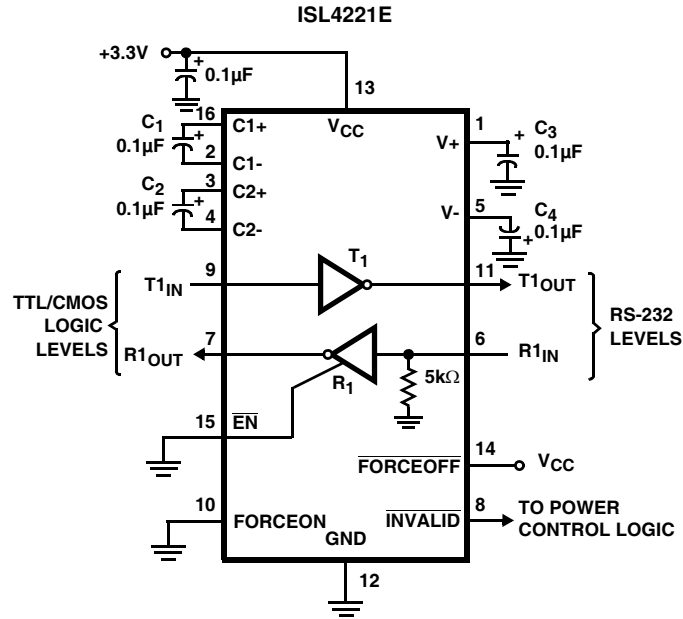 ISL4221E
+3.3V
+
0.1µF
13
16
C1
0.1µF
+
C1+
VCC
1
V+
+
C3
0.1µF
2
C1-
C2
0.1µF
3
+
C2+
4
C2-
5
V-
C4
0.1µF
+
T1
9
T1IN
11
T1OUT
TTL/CMOS
LOGIC
LEVELS
RS-232
LEVELS
7
R1OUT
6
R1IN
R1
5kΩ
15
EN
14
FORCEOFF
VCC
10
FORCEON
8
INVALID
TO POWER
CONTROL LOGIC
GND
12